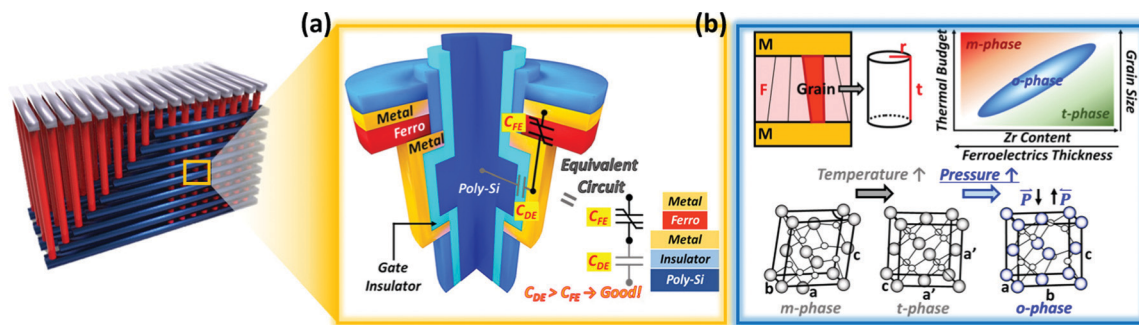 (a)
Metal
Ferro
Metal
C_FE
Poly-Si
C_DE
Gate
Insulator
Equivalent
Circuit
=
C_FE
C_DE
Metal
Ferro
Metal
Insulator
Poly-Si
C_DE > C_FE → Good!
(b)
M
F
Grain
M
r
t
Thermal Budget
m-phase
o-phase
t-phase
Grain Size
Zr Content
Ferroelectrics Thickness
Temperature ↑
Pressure ↑
P⃗ ↓ ↑ P⃗
c
b
a
m-phase
a'
c
a'
t-phase
c
a
b
o-phase